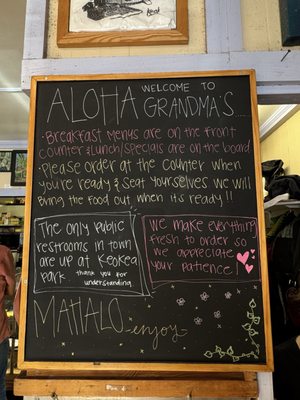 ALOHA WELCOME TO
GRANDMA'S....
• Breakfast Menus are on the front
counter & lunch/specials are on the board
• Please order at the counter when
you're ready & seat yourselves we will
bring the food out when its ready!!
The only public
restrooms in town
are up at Keokea
park thank you for
understanding
We make everything
fresh to order so
we appreciate
your patience!
MAHALO
enjoy